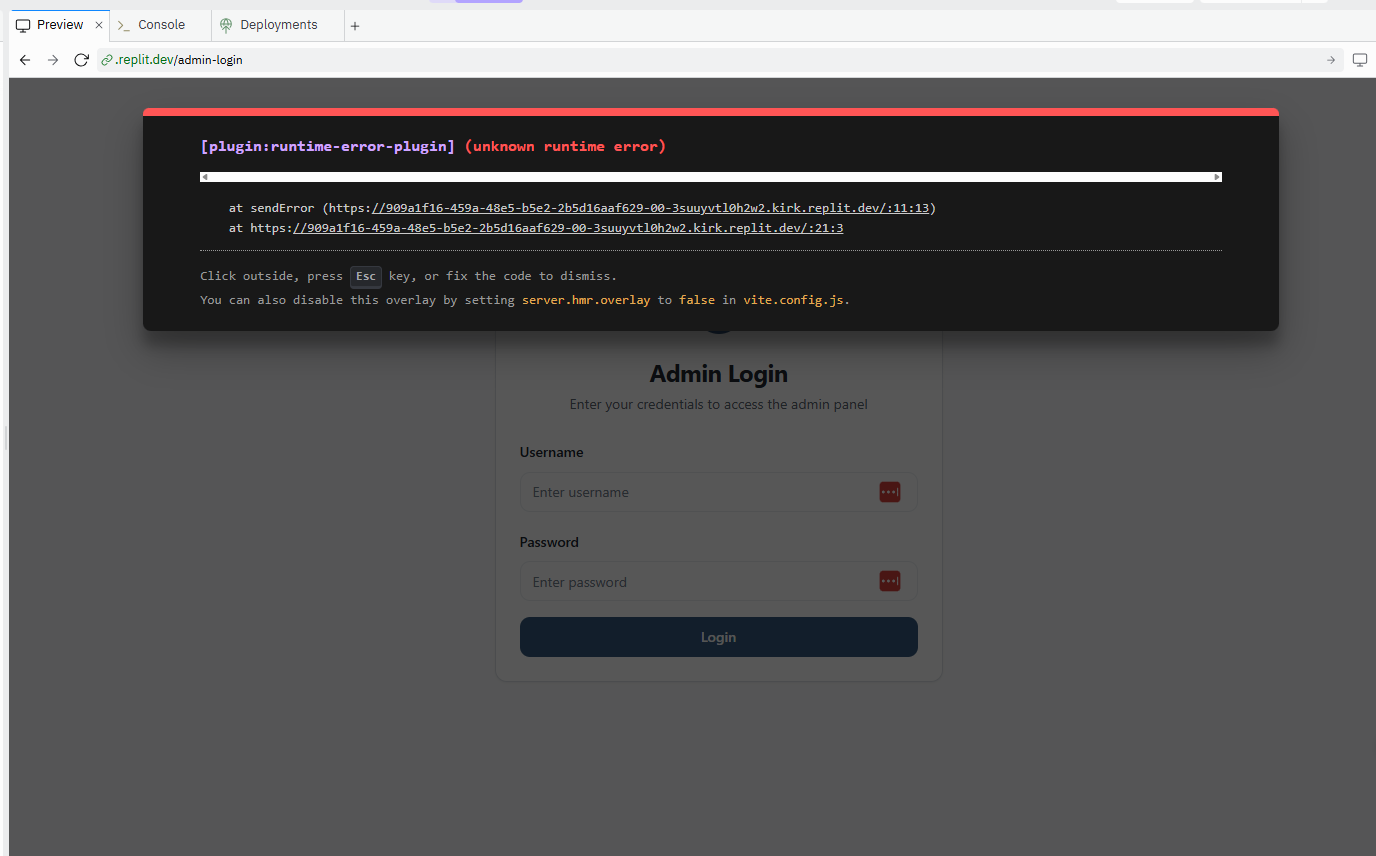 Preview
Console
Deployments
.replit.dev/admin-login
[plugin:runtime-error-plugin] (unknown runtime error)
at sendError (https://909a1f16-459a-48e5-b5e2-2b5d16aaf629-00-3suuyvtl0h2w2.kirk.replit.dev/:11:13)
at https://909a1f16-459a-48e5-b5e2-2b5d16aaf629-00-3suuyvtl0h2w2.kirk.replit.dev/:21:3
Click outside, press Esc key, or fix the code to dismiss.
You can also disable this overlay by setting server.hmr.overlay to false in vite.config.js.
Admin Login
Enter your credentials to access the admin panel
Username
Enter username
Password
Enter password
Login